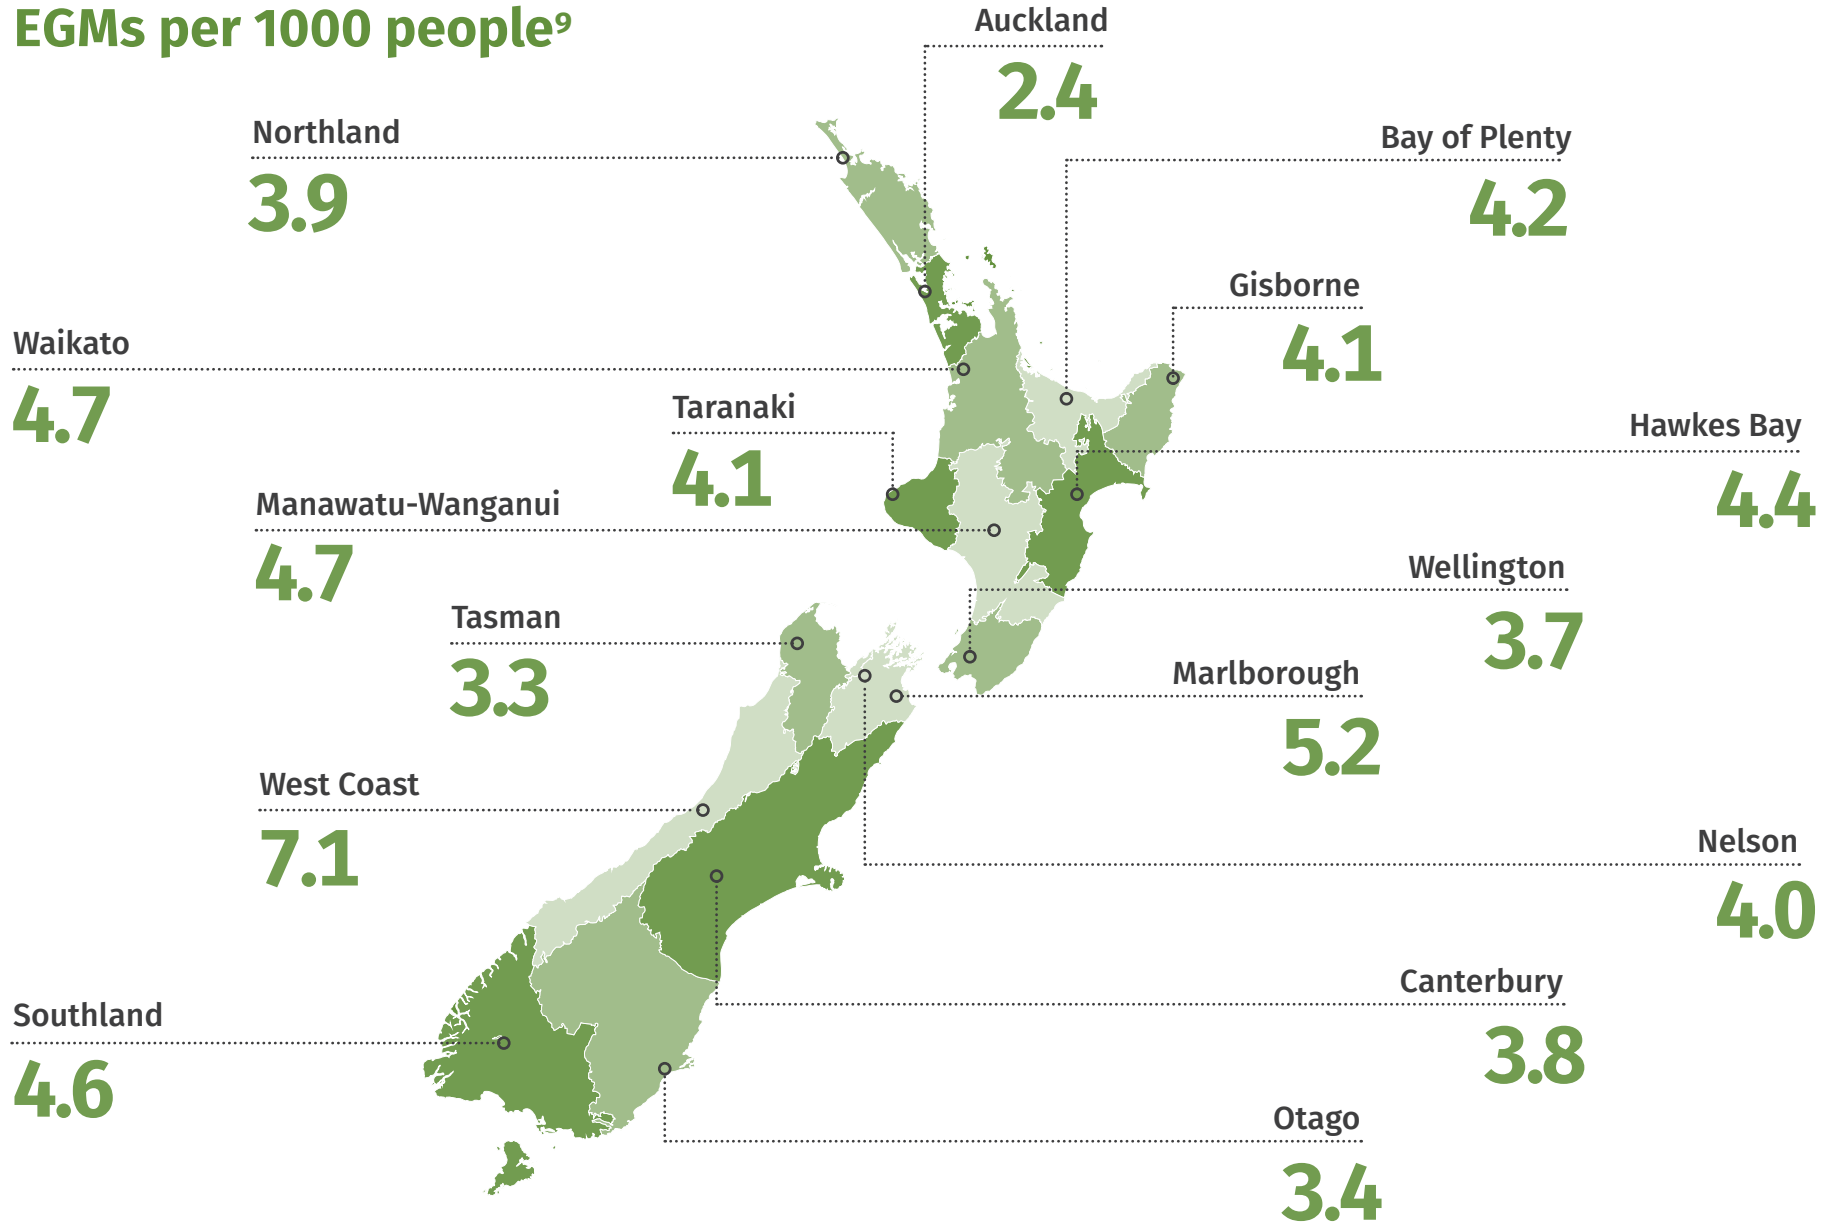 EGMs per 1000 people⁹
Auckland
2.4
Northland
3.9
Bay of Plenty
4.2
Gisborne
4.1
Waikato
4.7
Taranaki
4.1
Hawkes Bay
4.4
Manawatu-Wanganui
4.7
Wellington
3.7
Tasman
3.3
Marlborough
5.2
West Coast
7.1
Nelson
4.0
Canterbury
3.8
Southland
4.6
Otago
3.4